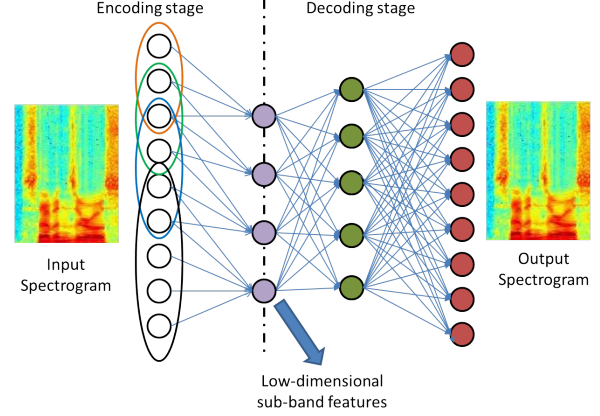 Encoding stage
Decoding stage
Input
Spectrogram
Output
Spectrogram
Low-dimensional
sub-band features